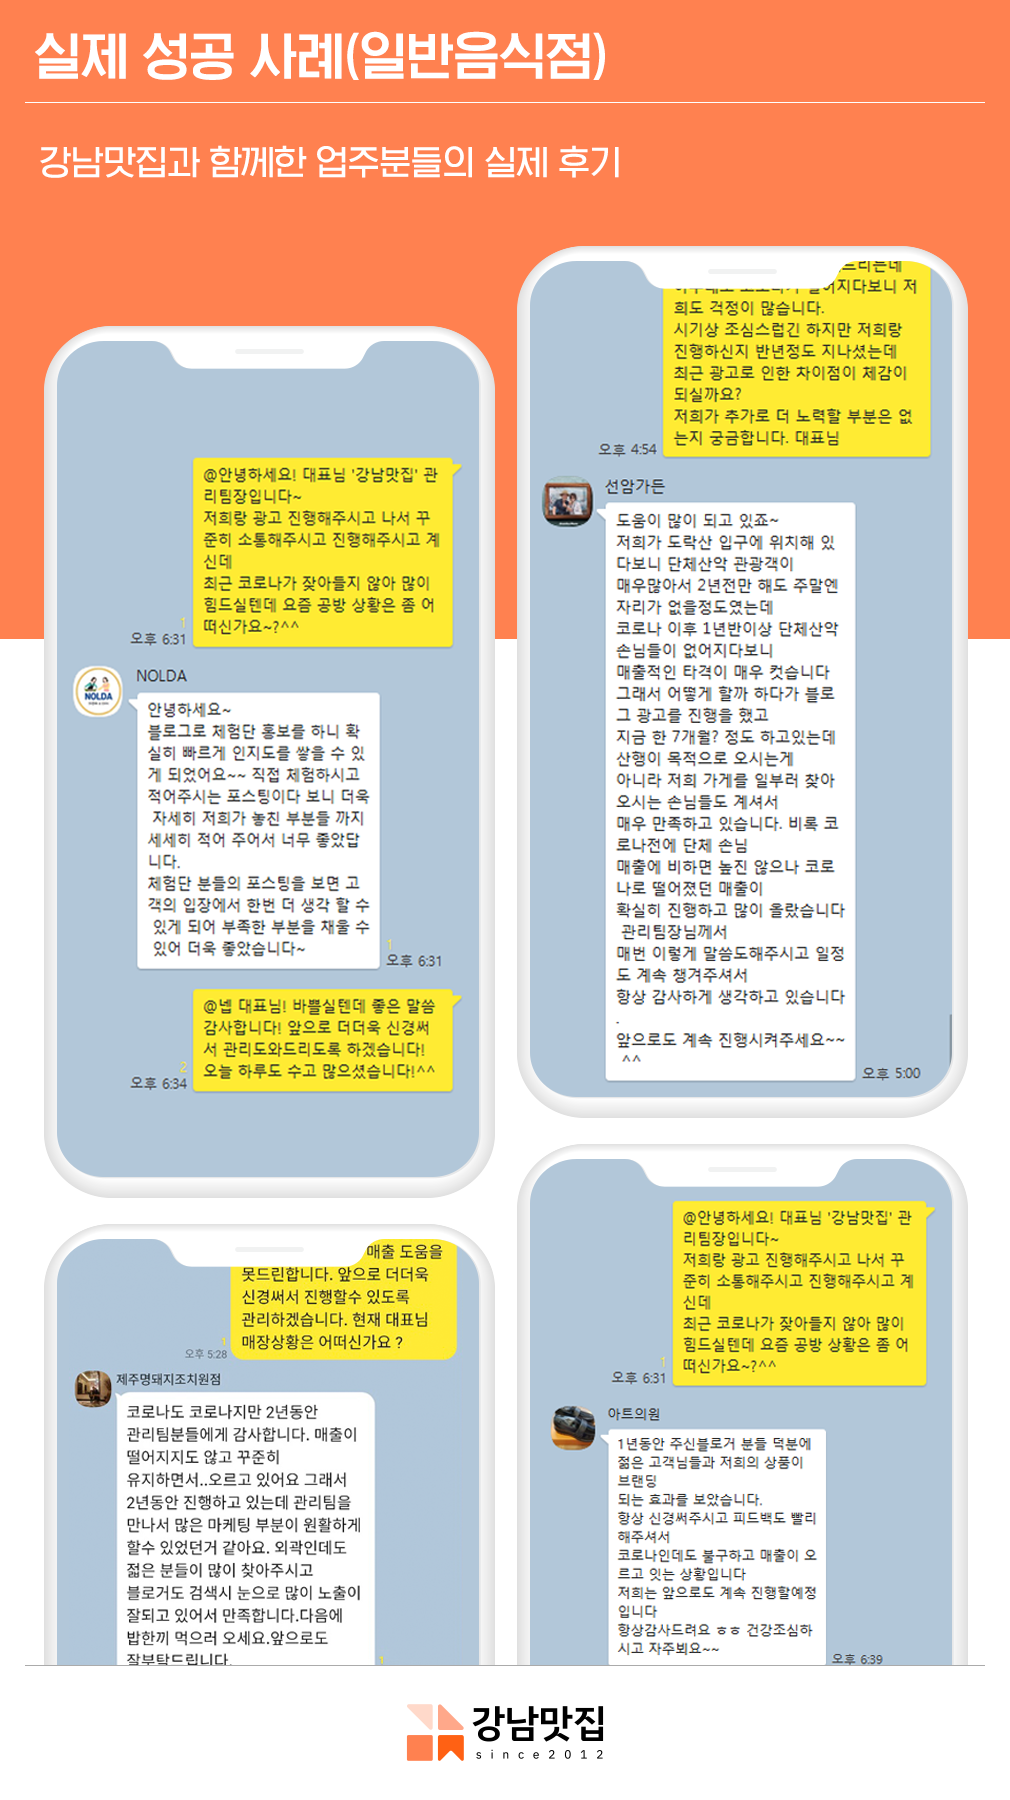 실제 성공 사례(일반음식점)
강남맛집과 함께한 업주분들의 실제 후기
@안녕하세요! 대표님 '강남맛집' 관
리팀장입니다~
저희랑 광고 진행해주시고 나서 꾸
준히 소통해주시고 진행해주시고 계
신데
최근 코로나가 잦아들지 않아 많이
힘드실텐데 요즘 공방 상황은 좀 어
떠신가요~?^^
1
오후 6:31
NOLDA
NOLDA
안녕하세요~
블로그로 체험단 홍보를 하니 확
실히 빠르게 인지도를 쌓을 수 있
게 되었어요~~ 직접 체험하시고
적어주시는 포스팅이다 보니 더욱
자세히 저희가 놓친 부분들 까지
세세히 적어 주어서 너무 좋았답
니다.
체험단 분들의 포스팅을 보면 고
객의 입장에서 한번 더 생각 할 수
있게 되어 부족한 부분을 채울 수
있어 더욱 좋았습니다~
1
오후 6:31
@넵 대표님! 바쁠실텐데 좋은 말씀
감사합니다! 앞으로 더더욱 신경써
서 관리도와드리도록 하겠습니다!
오늘 하루도 수고 많으셨습니다!^^
2
오후 6:34
어지다보니 저
희도 걱정이 많습니다.
시기상 조심스럽긴 하지만 저희랑
진행하신지 반년정도 지나셨는데
최근 광고로 인한 차이점이 체감이
되실까요?
저희가 추가로 더 노력할 부분은 없
는지 궁금합니다. 대표님
오후 4:54
선암가든
도움이 많이 되고 있죠~
저희가 도락산 입구에 위치해 있
다보니 단체산악 관광객이
매우많아서 2년전만 해도 주말엔
자리가 없을정도였는데
코로나 이후 1년반이상 단체산악
손님들이 없어지다보니
매출적인 타격이 매우 컷습니다
그래서 어떻게 할까 하다가 블로
그 광고를 진행을 했고
지금 한 7개월? 정도 하고있는데
산행이 목적으로 오시는게
아니라 저희 가게를 일부러 찾아
오시는 손님들도 계셔서
매우 만족하고 있습니다. 비록 코
로나전에 단체 손님
매출에 비하면 높진 않으나 코로
나로 떨어졌던 매출이
확실히 진행하고 많이 올랐습니다
관리팀장님께서
매번 이렇게 말씀도해주시고 일정
도 계속 챙겨주셔서
항상 감사하게 생각하고 있습니다
.
앞으로도 계속 진행시켜주세요~~
^^
오후 5:00
매출 도움을
못드린합니다. 앞으로 더더욱
신경써서 진행할수 있도록
관리하겠습니다. 현재 대표님
매장상황은 어떠신가요 ?
1
오후 5:28
제주명돼지조치원점
코로나도 코로나지만 2년동안
관리팀분들에게 감사합니다. 매출이
떨어지지도 않고 꾸준히
유지하면서..오르고 있어요 그래서
2년동안 진행하고 있는데 관리팀을
만나서 많은 마케팅 부분이 원활하게
할수 있었던거 같아요. 외곽인데도
젋은 분들이 많이 찾아주시고
블로거도 검색시 눈으로 많이 노출이
잘되고 있어서 만족합니다.다음에
밥한끼 먹으러 오세요.앞으로도
잘부탁드립니다.
1
@안녕하세요! 대표님 '강남맛집' 관
리팀장입니다~
저희랑 광고 진행해주시고 나서 꾸
준히 소통해주시고 진행해주시고 계
신데
최근 코로나가 잦아들지 않아 많이
힘드실텐데 요즘 공방 상황은 좀 어
떠신가요~?^^
1
오후 6:31
아트의원
1년동안 주신블로거 분들 덕분에
젊은 고객님들과 저희의 상품이
브랜딩
되는 효과를 보았습니다.
항상 신경써주시고 피드백도 빨리
해주셔서
코로나인데도 불구하고 매출이 오
르고 잇는 상황입니다
저희는 앞으로도 계속 진행할예정
입니다
항상감사드려요 ㅎㅎ 건강조심하
시고 자주뵈요~~
오후 6:39
강남맛집
since2012